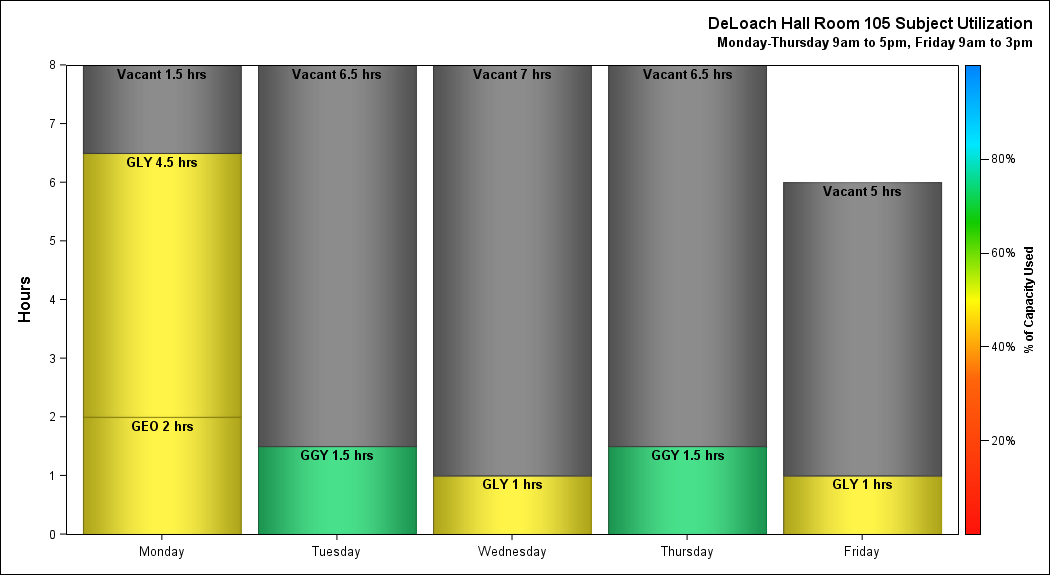 DeLoach Hall Room 105 Subject Utilization
Monday-Thursday 9am to 5pm, Friday 9am to 3pm
Hours
8
7
6
5
4
3
2
1
0
Vacant 1.5 hrs
GLY 4.5 hrs
GEO 2 hrs
Vacant 6.5 hrs
GGY 1.5 hrs
Vacant 7 hrs
GLY 1 hrs
Vacant 6.5 hrs
GGY 1.5 hrs
Vacant 5 hrs
GLY 1 hrs
Monday
Tuesday
Wednesday
Thursday
Friday
80%
60%
40%
20%
% of Capacity Used